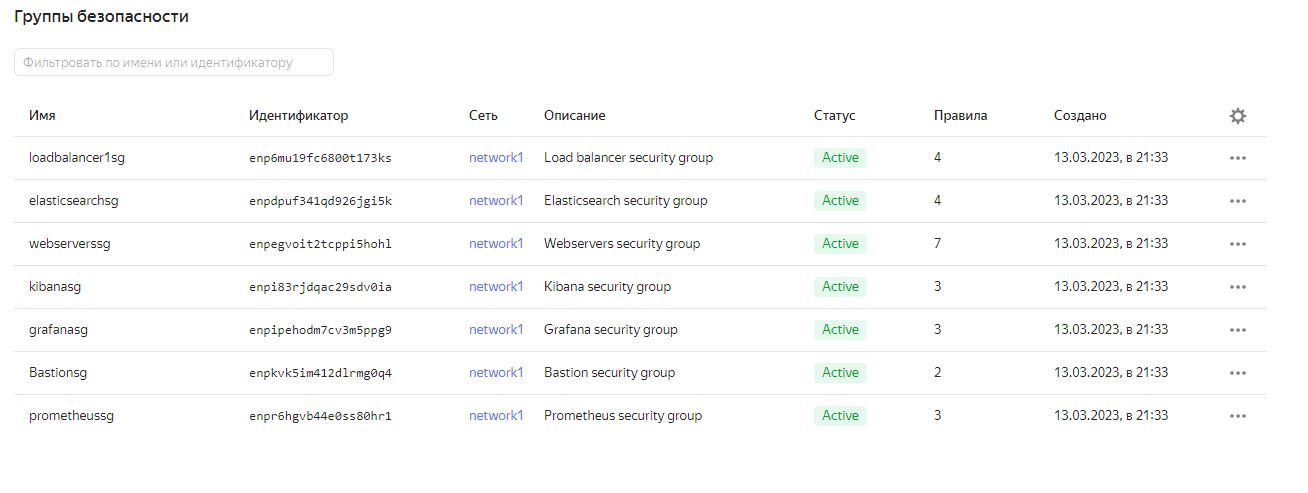 Группы безопасности
Фильтровать по имени или идентификатору
Имя Идентификатор Сеть Описание Статус Правила Создано
loadbalancer1sg enp6mu19fc6800t173ks network1 Load balancer security group Active 4 13.03.2023, в 21:33
elasticsearchsg enpdpuf341qd926jgi5k network1 Elasticsearch security group Active 4 13.03.2023, в 21:33
webserverssg enpegvoit2tcppi5hohl network1 Webservers security group Active 7 13.03.2023, в 21:33
kibanasg enpi83rjdqac29sdv0ia network1 Kibana security group Active 3 13.03.2023, в 21:33
grafanasg enpipehodm7cv3m5ppg9 network1 Grafana security group Active 3 13.03.2023, в 21:33
Bastionsg enpkvk5im412dlrmg0q4 network1 Bastion security group Active 2 13.03.2023, в 21:33
prometheussg enpr6hgvb44e0ss80hr1 network1 Prometheus security group Active 3 13.03.2023, в 21:33